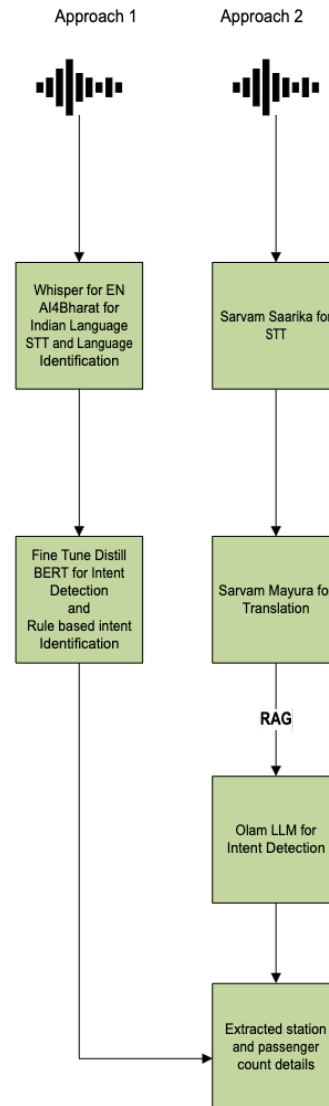 Approach 1
Approach 2
Whisper for EN
AI4Bharat for
Indian Language
STT and Language
Identification
Sarvam Saarika for
STT
Fine Tune Distill
BERT for Intent
Detection
and
Rule based intent
Identification
Sarvam Mayura for
Translation
RAG
Olam LLM for
Intent Detection
Extracted station
and passenger
count details